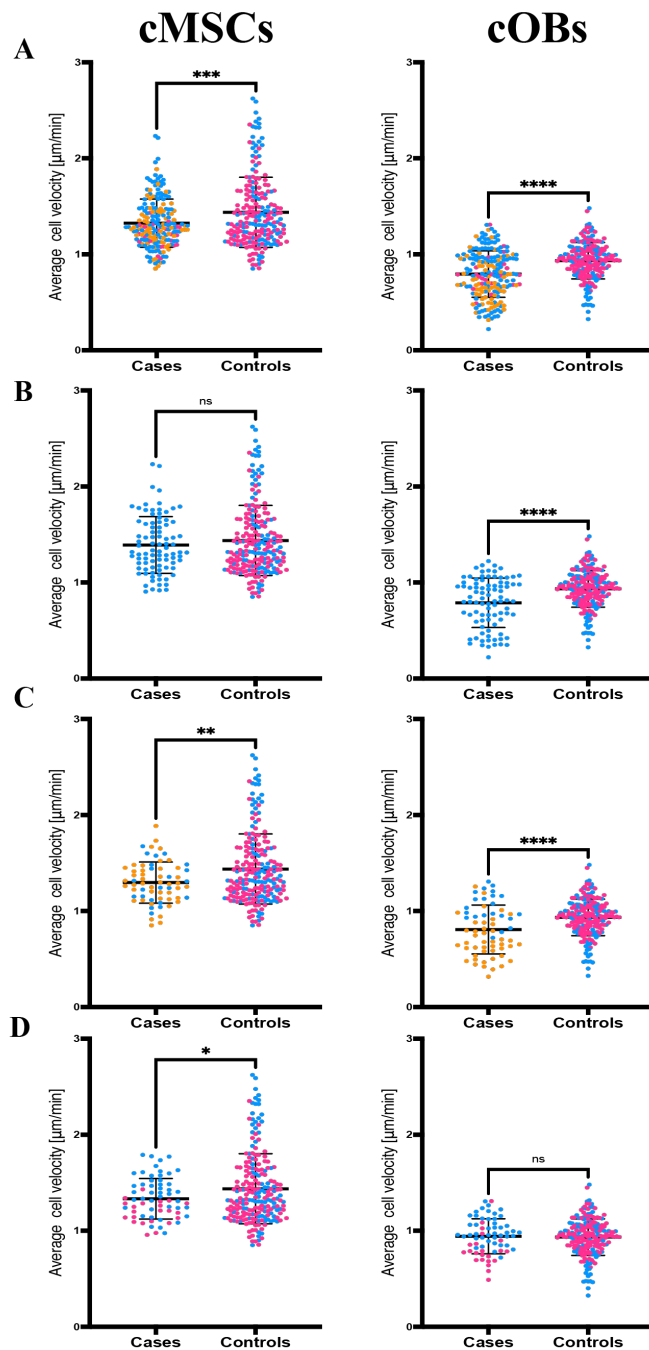 cMSCs cOBs
A
Average cell velocity [µm/min]
3
2
1
0
***
Cases Controls
Average cell velocity [µm/min]
3
2
1
0
****
Cases Controls
B
Average cell velocity [µm/min]
3
2
1
0
ns
Cases Controls
Average cell velocity [µm/min]
3
2
1
0
****
Cases Controls
C
Average cell velocity [µm/min]
3
2
1
0
**
Cases Controls
Average cell velocity [µm/min]
3
2
1
0
****
Cases Controls
D
Average cell velocity [µm/min]
3
2
1
0
*
Cases Controls
Average cell velocity [µm/min]
3
2
1
0
ns
Cases Controls